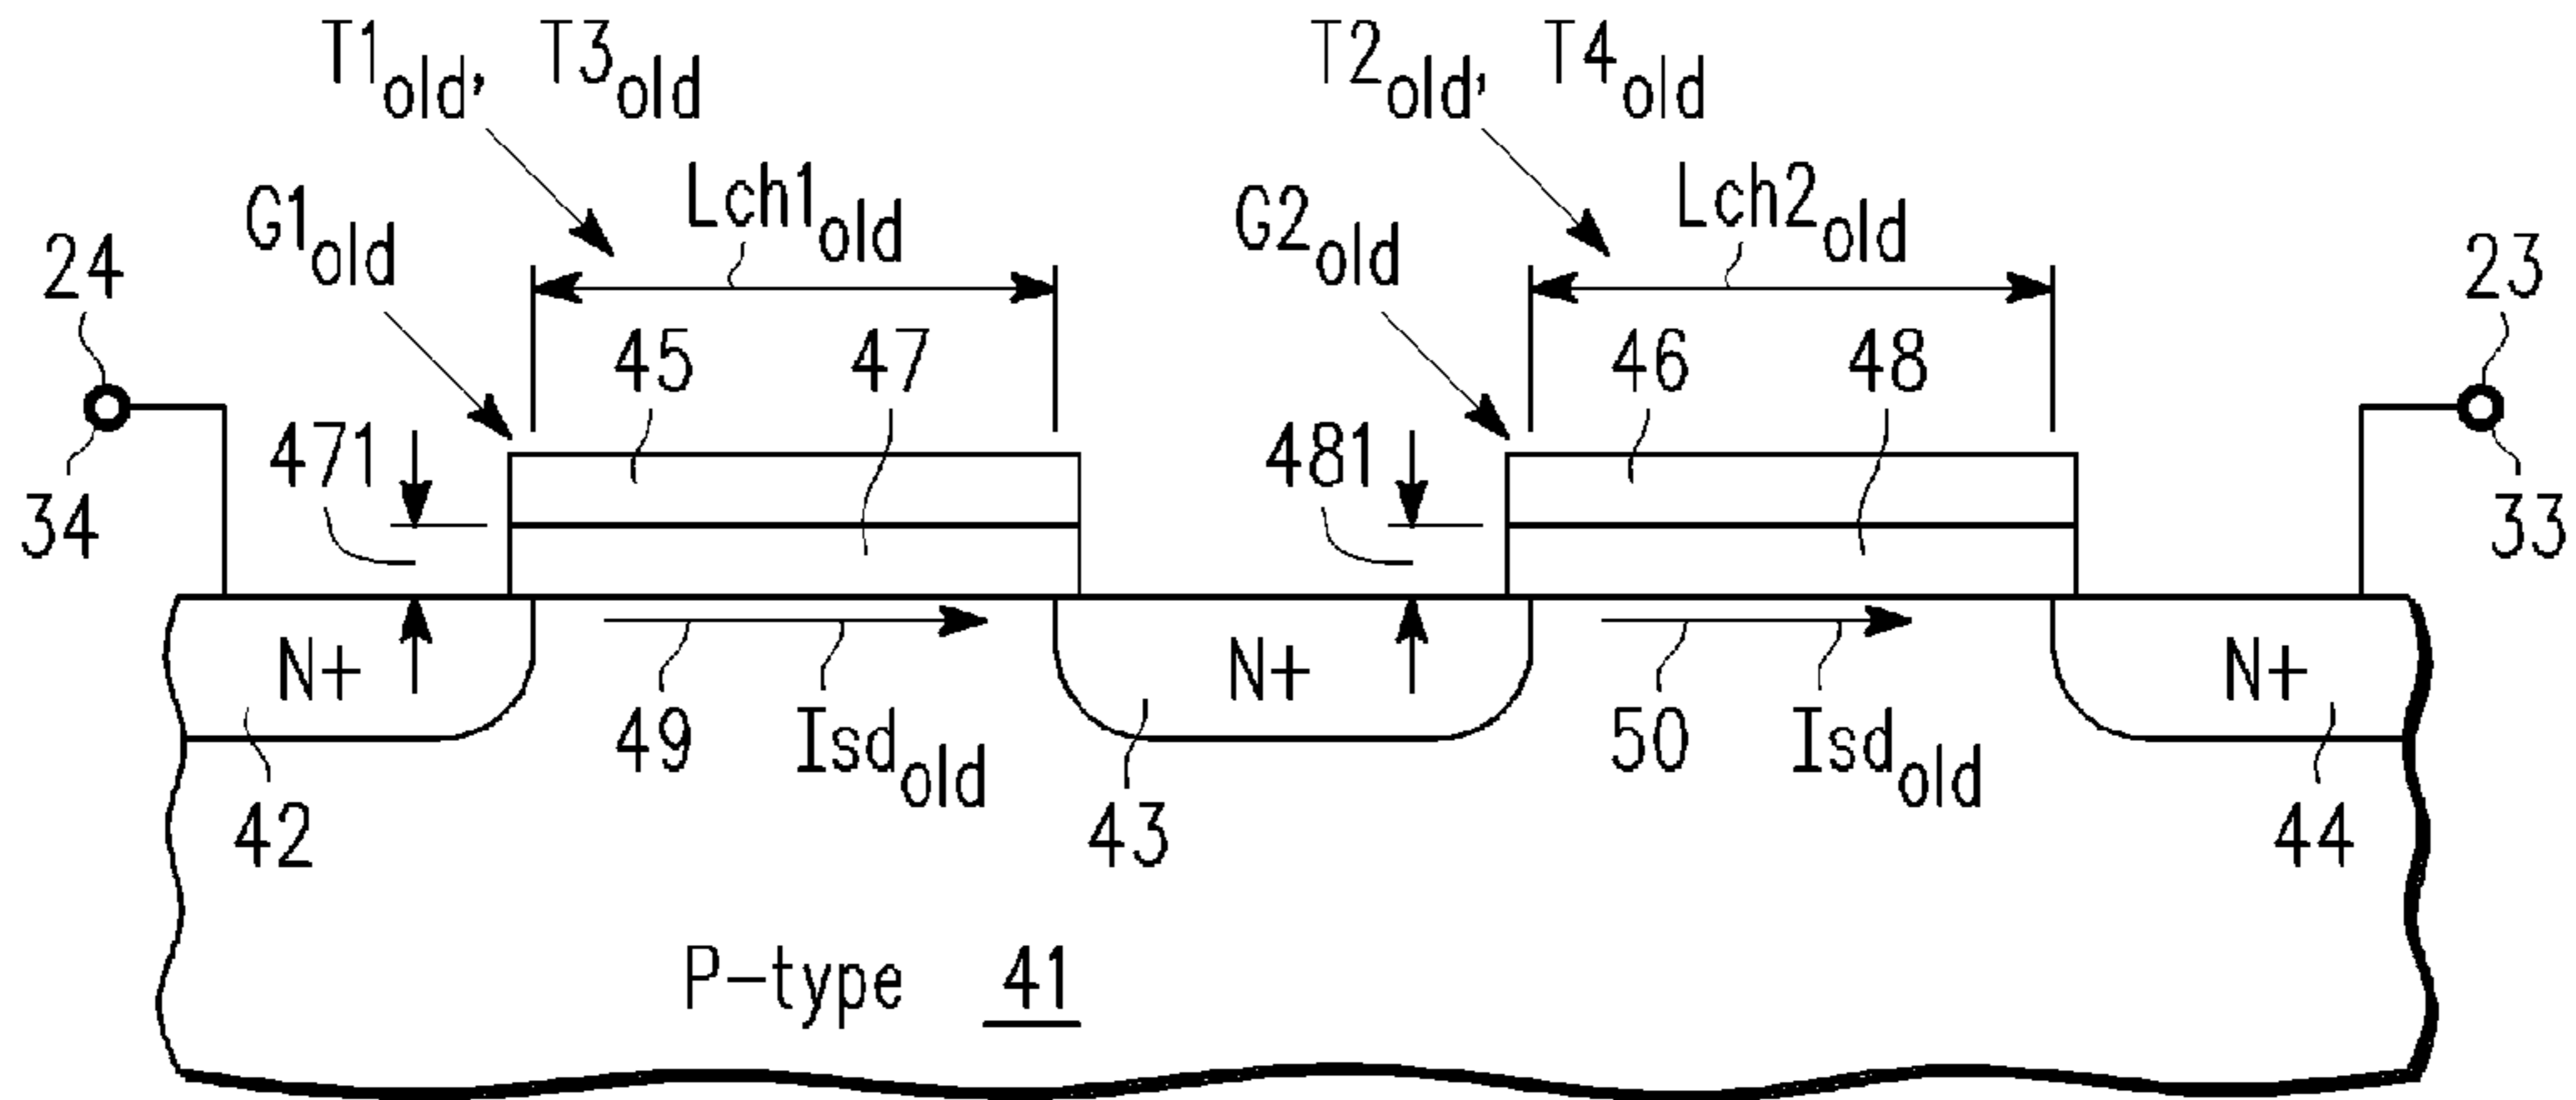 T1old, T3old T2old, T4old
Lch1old Lch2old
G1old G2old
24 23
45 47 46 48
471 481
34 33
N+ N+ N+
49 Isdold 50 Isdold
42 43 44
P-type 41